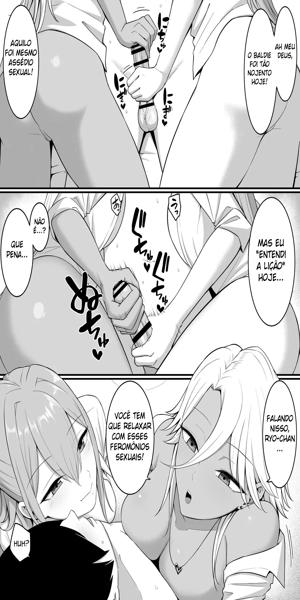 AH MEU
DEUS,
O BALDIE
FOI TÃO
NOJENTO
HOJE!
AQUILO
FOI MESMO
ASSÉDIO
SEXUAL!
MAS EU
"ENTENDI
A LIÇÃO"
HOJE...
NÃO
É...?
QUE
PENA...
FALANDO
NISSO,
RYO-CHAN
...
VOCÊ TEM
QUE RELAXAR
COM ESSES
FEROMÔNIOS
SEXUAIS!
HUH?